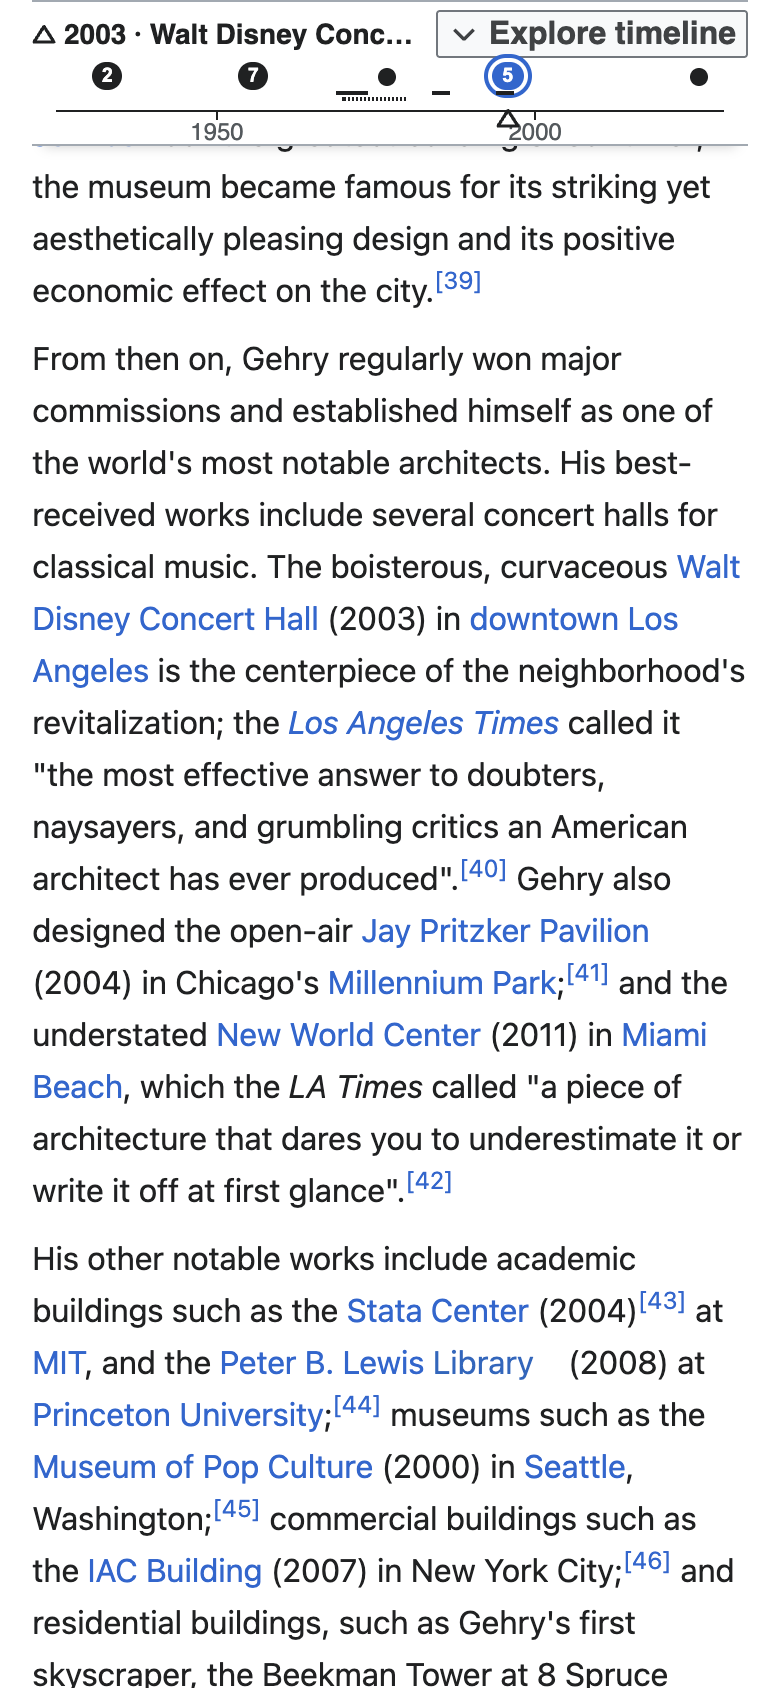 △ 2003 · Walt Disney Conc...
Explore timeline
2
7
5
1950
2000
the museum became famous for its striking yet
aesthetically pleasing design and its positive
economic effect on the city.[39]
From then on, Gehry regularly won major
commissions and established himself as one of
the world's most notable architects. His best-
received works include several concert halls for
classical music. The boisterous, curvaceous Walt
Disney Concert Hall (2003) in downtown Los
Angeles is the centerpiece of the neighborhood's
revitalization; the Los Angeles Times called it
"the most effective answer to doubters,
naysayers, and grumbling critics an American
architect has ever produced".[40] Gehry also
designed the open-air Jay Pritzker Pavilion
(2004) in Chicago's Millennium Park;[41] and the
understated New World Center (2011) in Miami
Beach, which the LA Times called "a piece of
architecture that dares you to underestimate it or
write it off at first glance".[42]
His other notable works include academic
buildings such as the Stata Center (2004)[43] at
MIT, and the Peter B. Lewis Library (2008) at
Princeton University;[44] museums such as the
Museum of Pop Culture (2000) in Seattle,
Washington;[45] commercial buildings such as
the IAC Building (2007) in New York City;[46] and
residential buildings, such as Gehry's first
skyscraper, the Beekman Tower at 8 Spruce